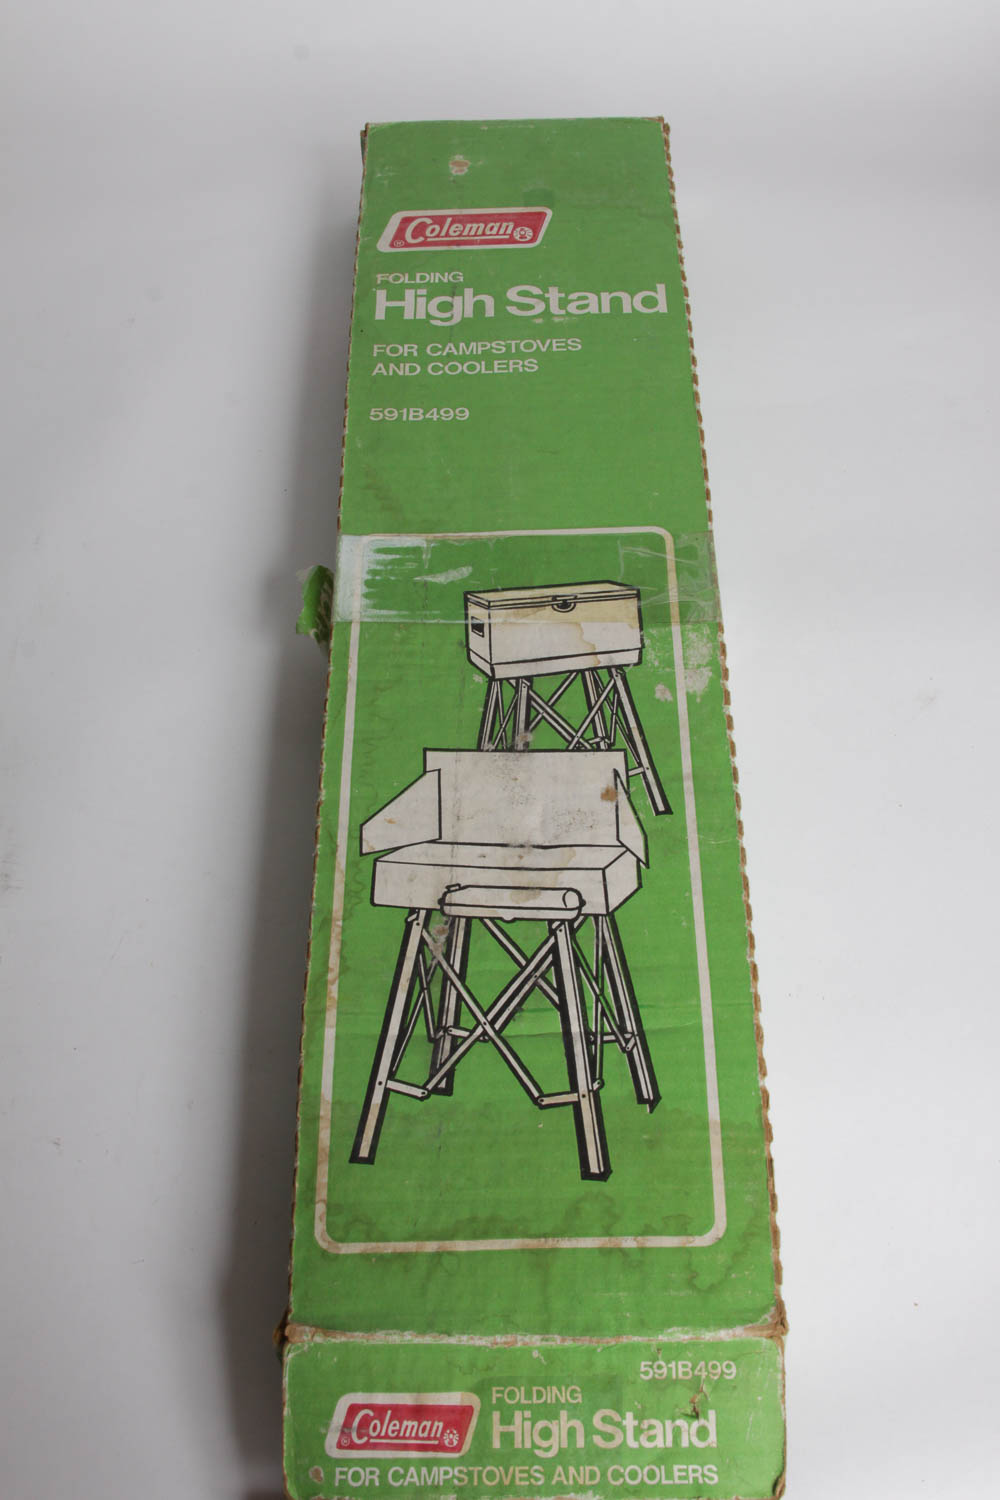 Coleman
FOLDING
High Stand
FOR CAMPSTOVES
AND COOLERS
591B499
591B499
FOLDING
Coleman
High Stand
FOR CAMPSTOVES AND COOLERS